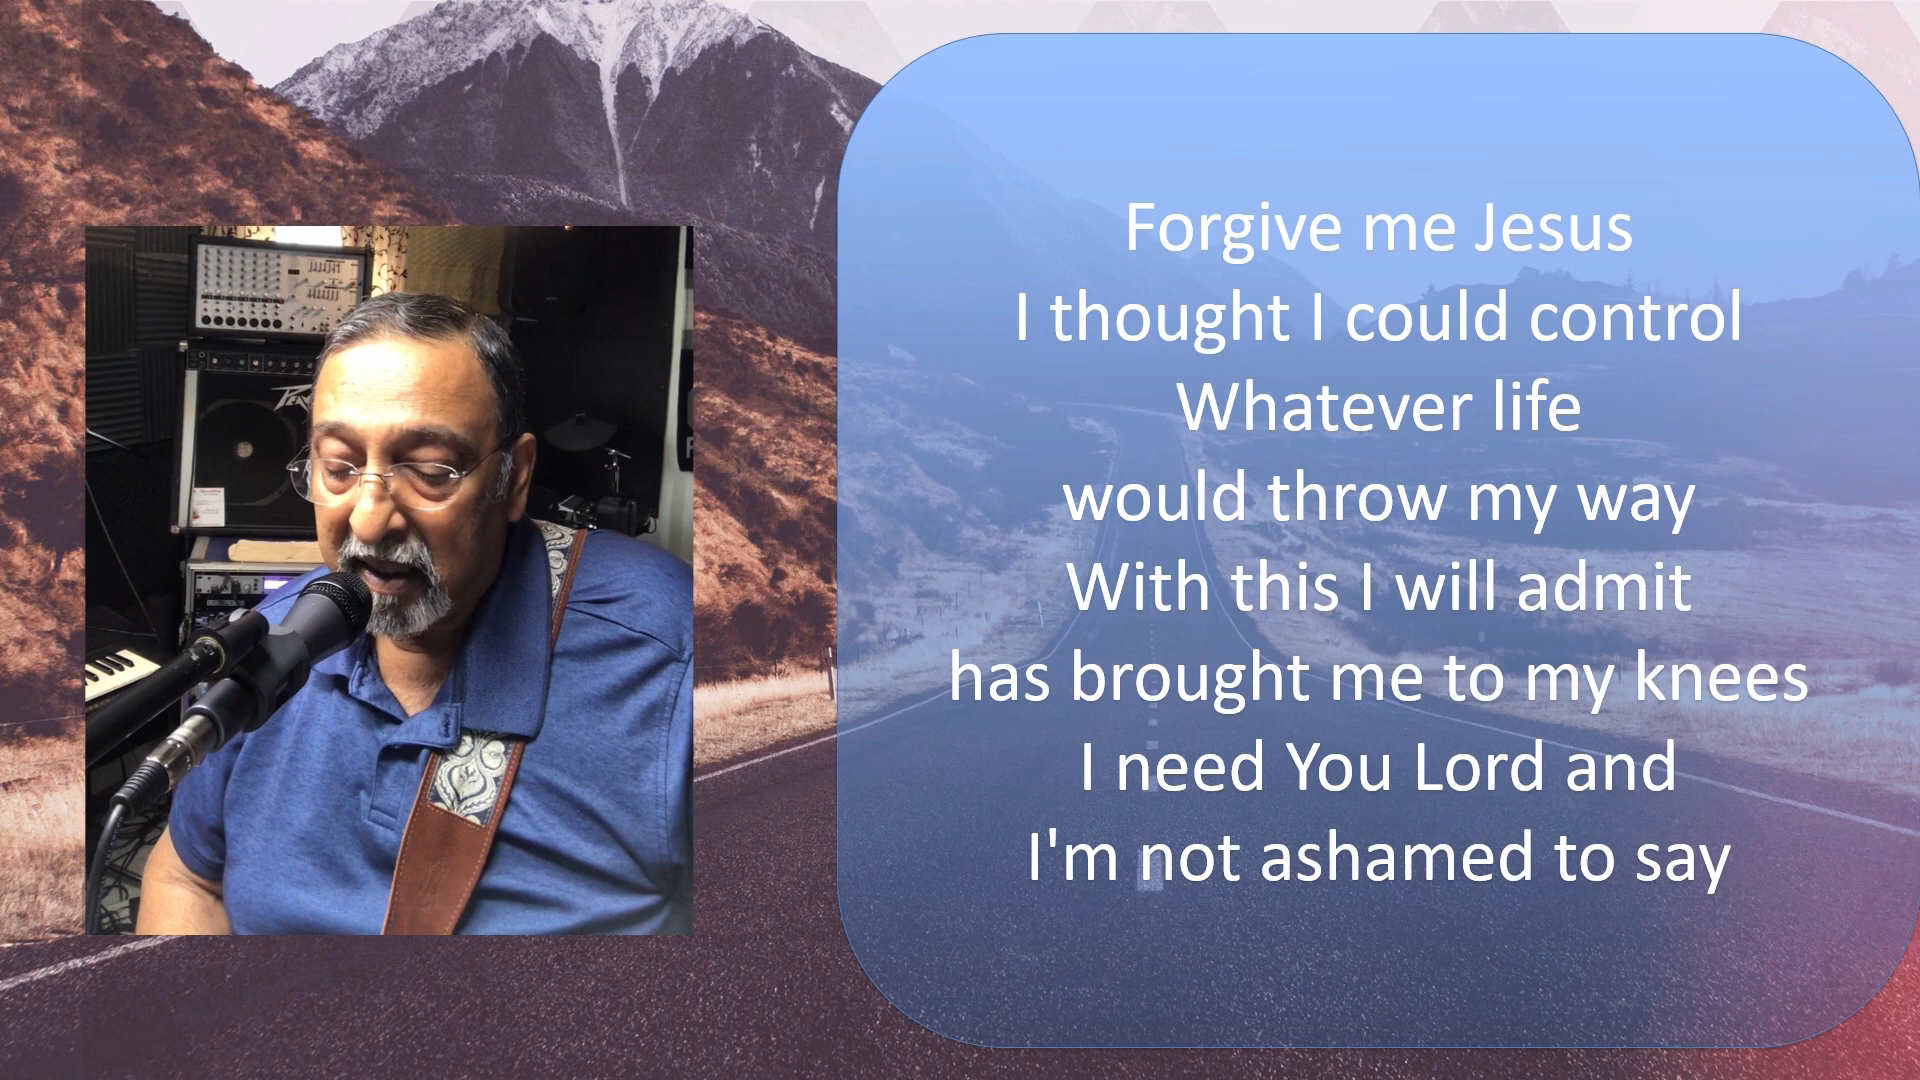 Forgive me Jesus
I thought I could control
Whatever life
would throw my way
With this I will admit
has brought me to my knees
I need You Lord and
I'm not ashamed to say